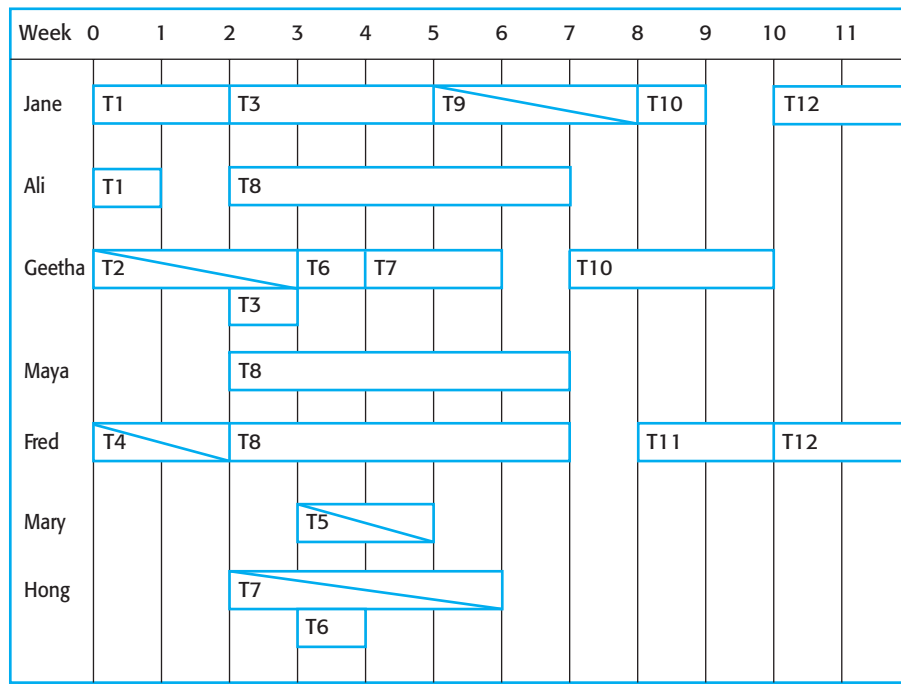 Week 0 1 2 3 4 5 6 7 8 9 10 11
Jane T1 T3 T9 T10 T12
Ali T1 T8
Geetha T2 T6 T7 T10
T3
Maya T8
Fred T4 T8 T11 T12
Mary T5
Hong T7
T6